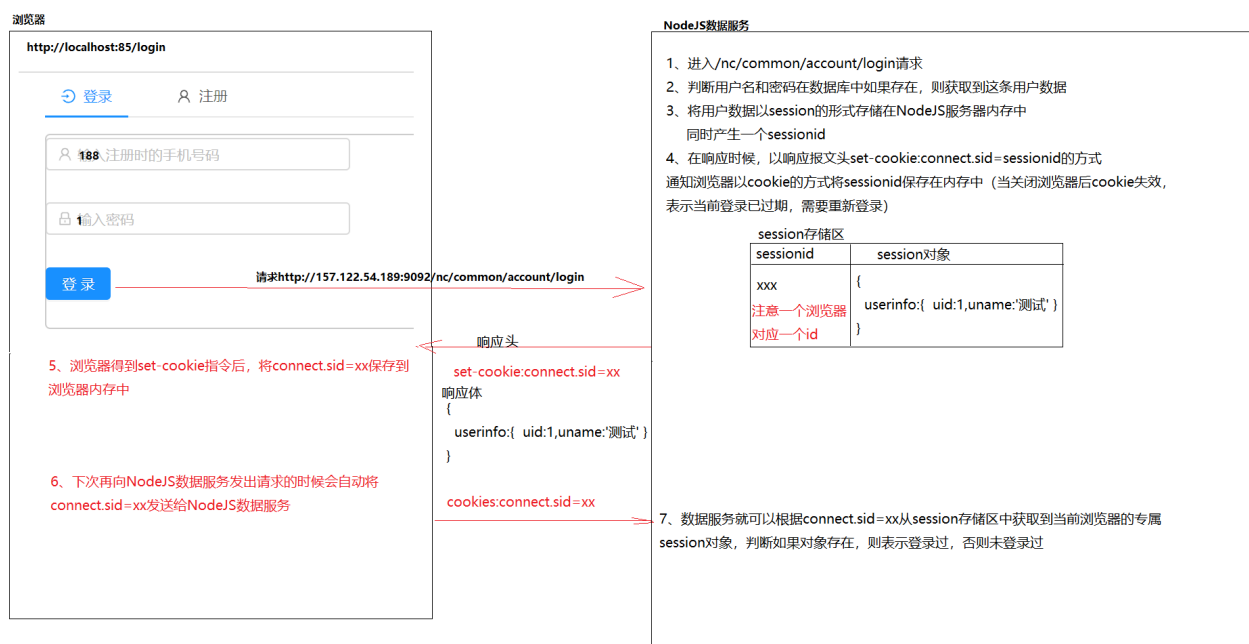 浏览器
http://localhost:85/login
登录
注册
188
输入注册时的手机号码
1
输入密码
登 录
请求http://157.122.54.189:9092/nc/common/account/login
5、浏览器得到set-cookie指令后，将connect.sid=xx保存到
浏览器内存中
6、下次再向NodeJS数据服务发出请求的时候会自动将
connect.sid=xx发送给NodeJS数据服务
响应头
set-cookie:connect.sid=xx
响应体
{
userinfo:{ uid:1,uname:'测试' }
}
cookies:connect.sid=xx
NodeJS数据服务
1、进入/nc/common/account/login请求
2、判断用户名和密码在数据库中如果存在，则获取到这条用户数据
3、将用户数据以session的形式存储在NodeJS服务器内存中
同时产生一个sessionid
4、在响应时候，以响应报文头set-cookie:connect.sid=sessionid的方式
通知浏览器以cookie的方式将sessionid保存在内存中（当关闭浏览器后cookie失效，
表示当前登录已过期，需要重新登录）
session存储区
sessionid
session对象
xxx
注意一个浏览器
对应一个id
{
userinfo:{ uid:1,uname:'测试' }
}
7、数据服务就可以根据connect.sid=xx从session存储区中获取到当前浏览器的专属
session对象，判断如果对象存在，则表示登录过，否则未登录过